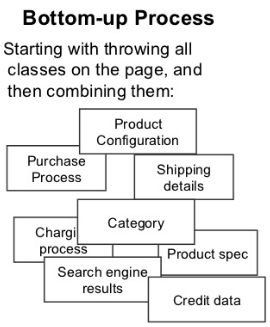 Bottom-up Process
Starting with throwing all
classes on the page, and
then combining them:
Product
Configuration
Purchase
Process
Shipping
details
Category
Chargi
process
Product spec
Search engine
results
Credit data